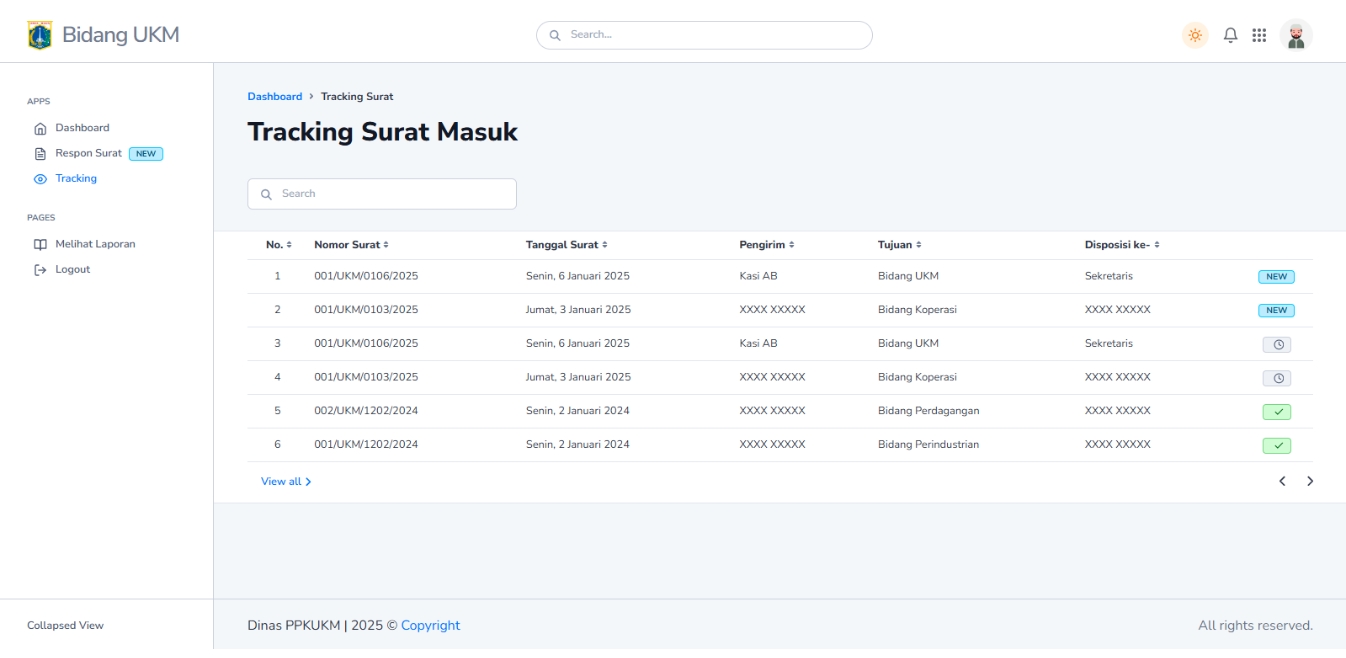 Bidang UKM
Search...
APPS
Dashboard
Respon Surat NEW
Tracking
PAGES
Melihat Laporan
Logout
Collapsed View
Dashboard > Tracking Surat
Tracking Surat Masuk
Search
No. Nomor Surat Tanggal Surat Pengirim Tujuan Disposisi ke-
1 001/UKM/0106/2025 Senin, 6 Januari 2025 Kasi AB Bidang UKM Sekretaris NEW
2 001/UKM/0103/2025 Jumat, 3 Januari 2025 XXXX XXXXX Bidang Koperasi XXXX XXXXX NEW
3 001/UKM/0106/2025 Senin, 6 Januari 2025 Kasi AB Bidang UKM Sekretaris
4 001/UKM/0103/2025 Jumat, 3 Januari 2025 XXXX XXXXX Bidang Koperasi XXXX XXXXX
5 002/UKM/1202/2024 Senin, 2 Januari 2024 XXXX XXXXX Bidang Perdagangan XXXX XXXXX
6 001/UKM/1202/2024 Senin, 2 Januari 2024 XXXX XXXXX Bidang Perindustrian XXXX XXXXX
View all
Dinas PPKUKM | 2025 © Copyright
All rights reserved.